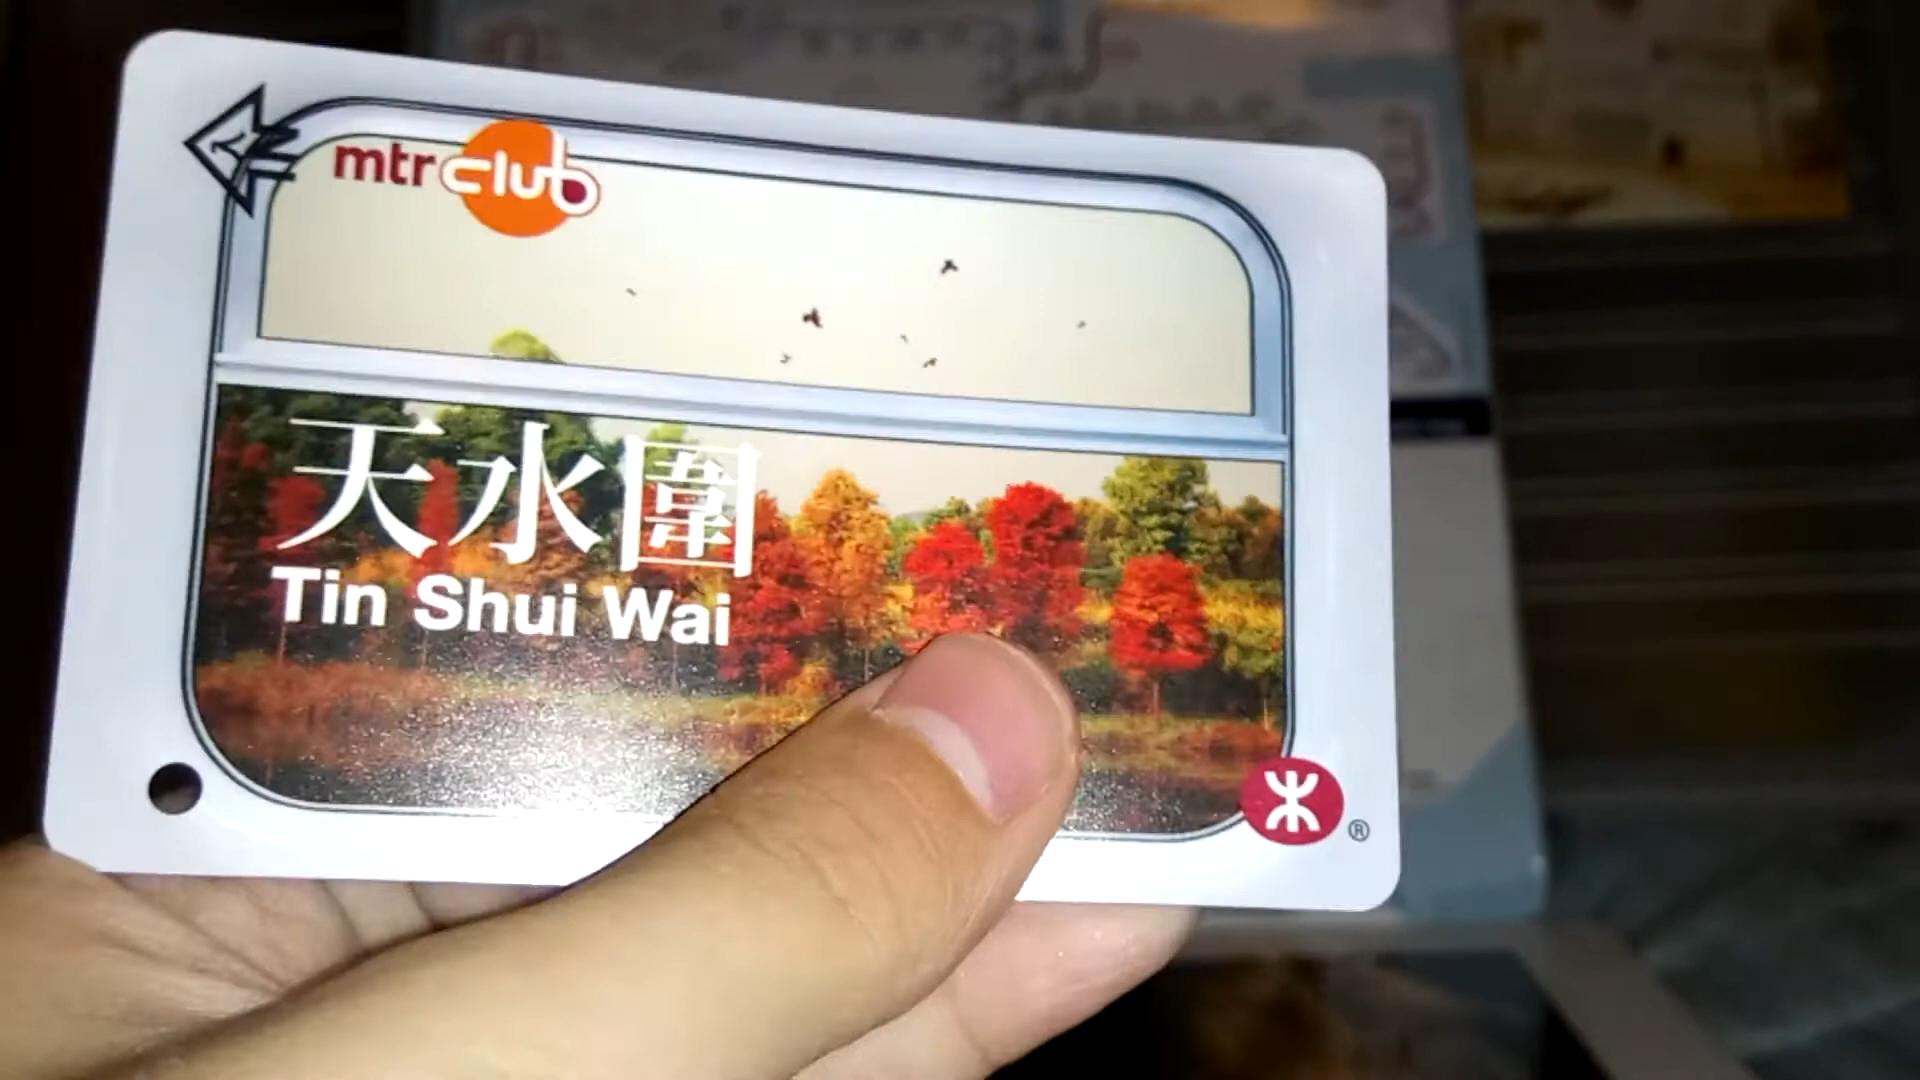 mtr club
天水圍
Tin Shui Wai
®